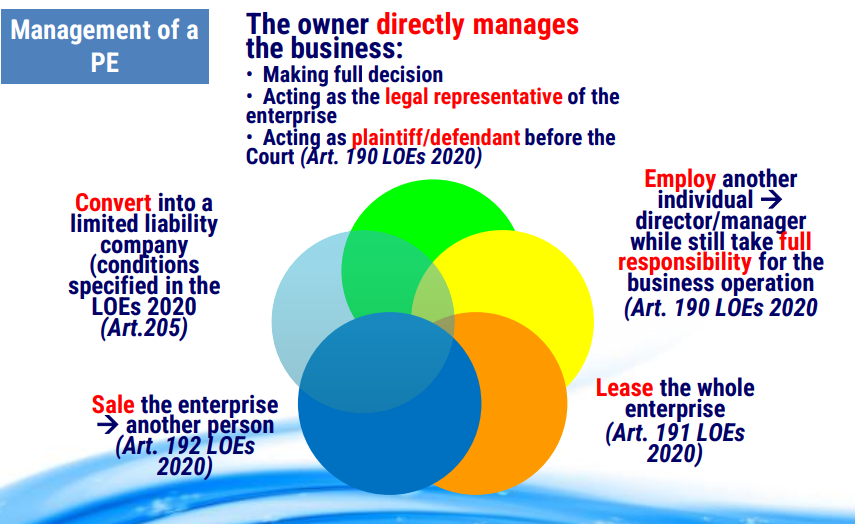 Management of a
PE
The owner directly manages
the business:
• Making full decision
• Acting as the legal representative of the
enterprise
• Acting as plaintiff/defendant before the
Court (Art. 190 LOEs 2020)
Employ another
individual →
director/manager
while still take full
responsibility for the
business operation
(Art. 190 LOEs 2020
Lease the whole
enterprise
(Art. 191 LOEs
2020)
Sale the enterprise
→ another person
(Art. 192 LOEs
2020)
Convert into a
limited liability
company
(conditions
specified in the
LOEs 2020
(Art.205)